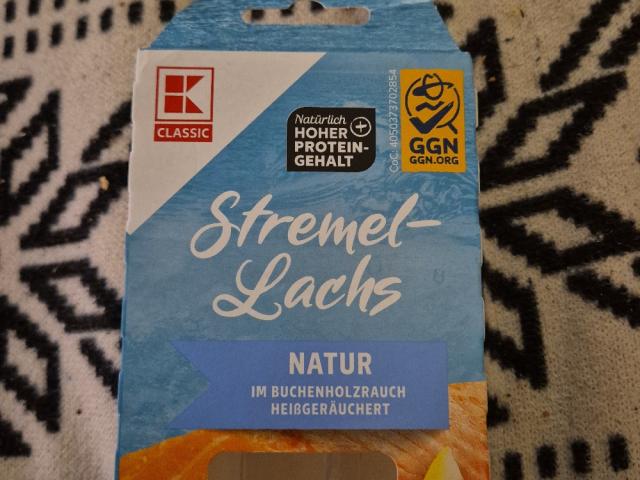 K
CLASSIC
Natürlich
HOHER
PROTEIN-
GEHALT
CoC: 4050373702854
GGN
GGN.ORG
Stremel-
Lachs
NATUR
IM BUCHENHOLZRAUCH
HEIßGERÄUCHERT